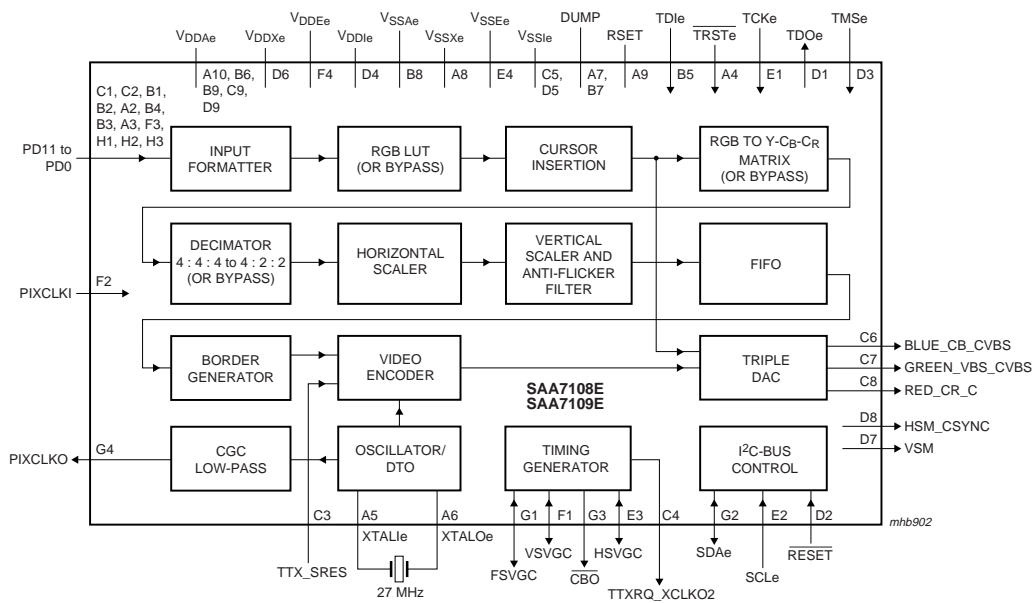 VDDEe VSSAe VSSEe DUMP TDIe TCKe TMSe
VDDAe VDDXe VDDIe VSSXe VSSIe RSET TRSTe TDOe
A10, B6, B9, C9, D9
D6
F4
D4
B8
A8
E4
C5, D5
A7, B7
A9
B5
A4
E1
D1
D3
C1, C2, B1,
B2, A2, B4,
B3, A3, F3,
H1, H2, H3
PD11 to
PD0
INPUT
FORMATTER
RGB LUT
(OR BYPASS)
CURSOR
INSERTION
RGB TO Y-CB-CR
MATRIX
(OR BYPASS)
DECIMATOR
4 : 4 : 4 to 4 : 2 : 2
(OR BYPASS)
HORIZONTAL
SCALER
VERTICAL
SCALER AND
ANTI-FLICKER
FILTER
FIFO
F2
PIXCLKI
BORDER
GENERATOR
VIDEO
ENCODER
TRIPLE
DAC
C6
BLUE_CB_CVBS
C7
GREEN_VBS_CVBS
C8
RED_CR_C
SAA7108E
SAA7109E
D8
HSM_CSYNC
D7
VSM
G4
PIXCLKO
CGC
LOW-PASS
OSCILLATOR/
DTO
TIMING
GENERATOR
I2C-BUS
CONTROL
C3
A5
A6
G1
F1
G3
E3
C4
G2
E2
D2
mhb902
XTALIe
XTALOe
VSVGC
HSVGC
SDAe
RESET
TTX_SRES
FSVGC
CBO
SCLe
27 MHz
TTXRQ_XCLKO2